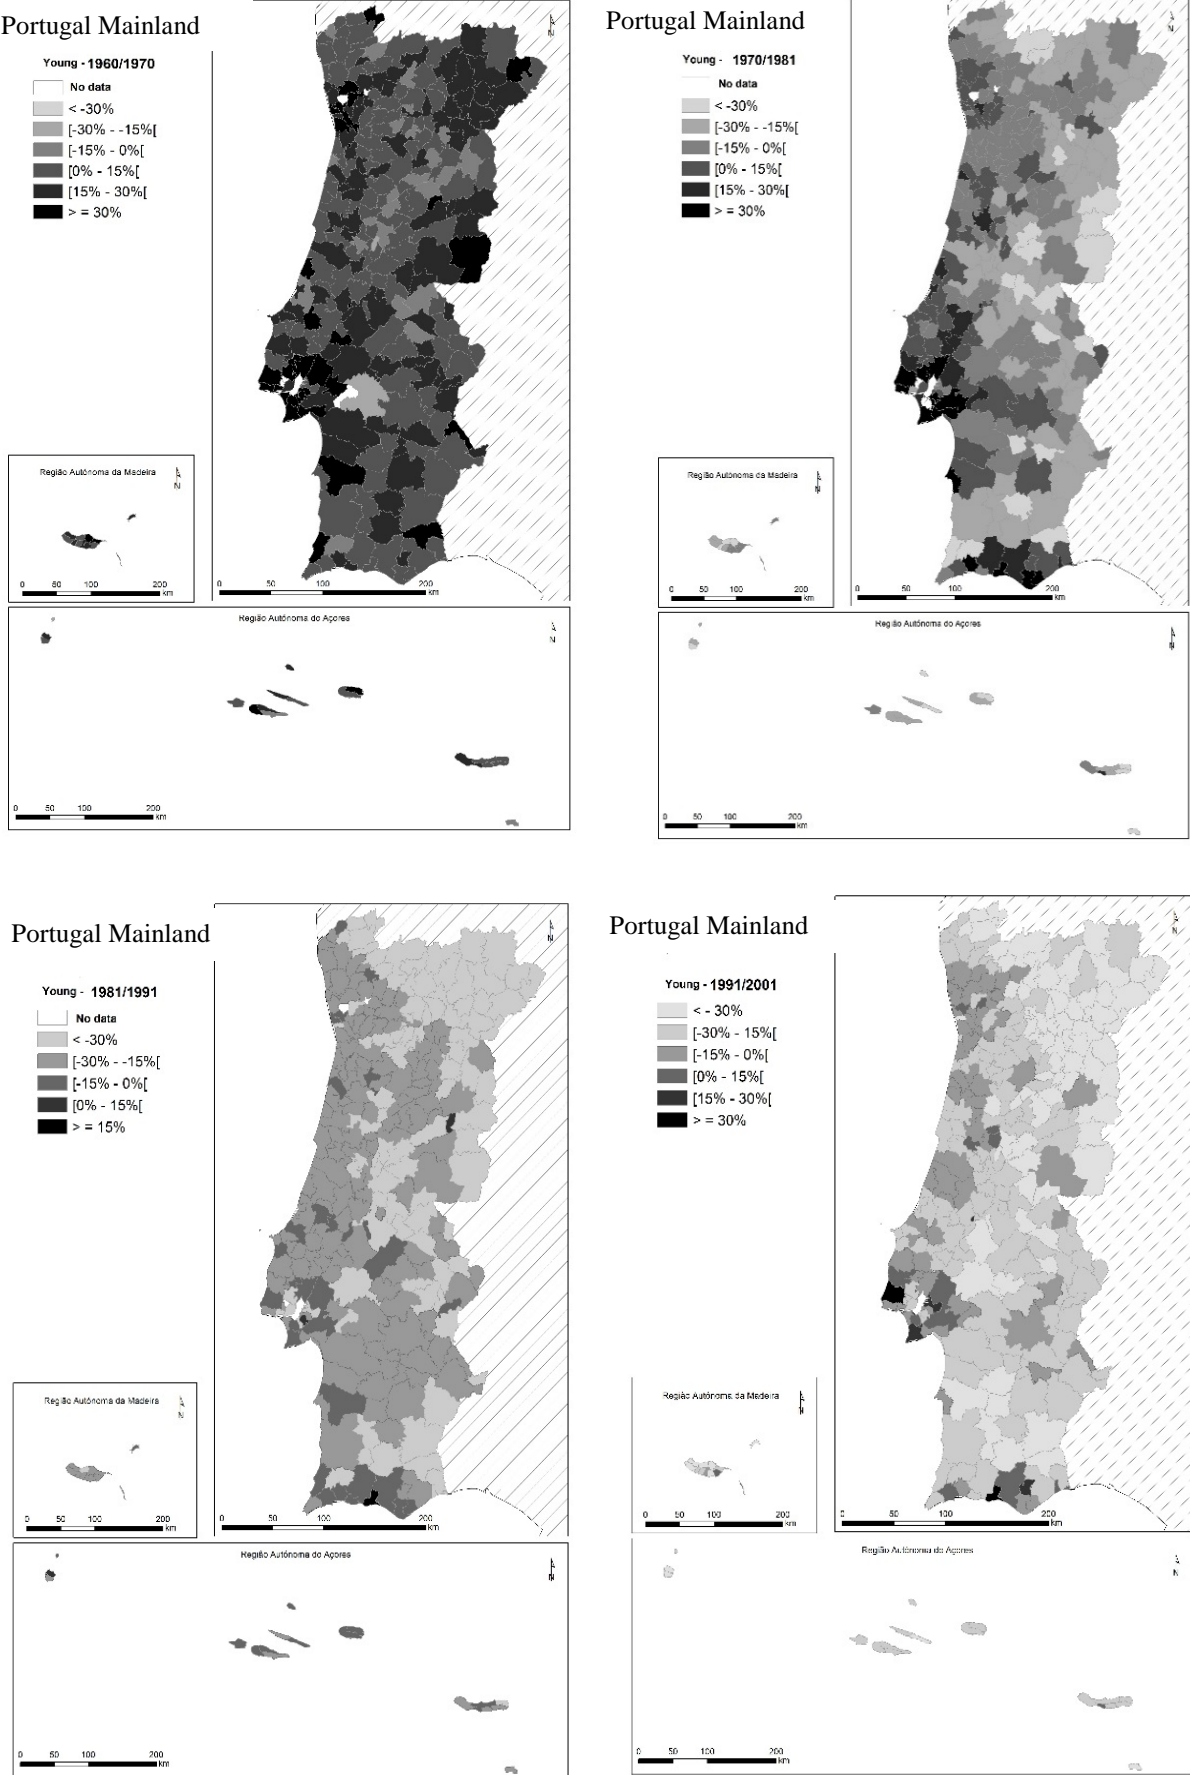 Portugal Mainland
Young - 1960/1970
No data
< -30%
[-30% - -15%[
[-15% - 0%[
[0% - 15%[
[15% - 30%[
> = 30%
N
0 50 100 200
km
Região Autónoma da Madeira
N
0 50 100 200
km
Região Autónoma do Açores
N
0 50 100 200
km
Portugal Mainland
Young - 1970/1981
No data
< -30%
[-30% - -15%[
[-15% - 0%[
[0% - 15%[
[15% - 30%[
> = 30%
N
0 50 100 200
km
Região Autónoma da Madeira
N
0 50 100 200
km
Região Autónoma do Açores
N
0 50 100 200
km
Portugal Mainland
Young - 1981/1991
No data
< -30%
[-30% - -15%[
[-15% - 0%[
[0% - 15%[
> = 15%
N
0 50 100 200
km
Região Autónoma da Madeira
N
0 50 100 200
km
Região Autónoma do Açores
N
0 50 100 200
km
Portugal Mainland
Young - 1991/2001
< - 30%
[-30% - 15%[
[-15% - 0%[
[0% - 15%[
[15% - 30%[
> = 30%
N
0 50 100 200
km
Região Autónoma da Madeira
N
0 50 100 200
km
Região Autónoma do Açores
N
0 50 100 200
km